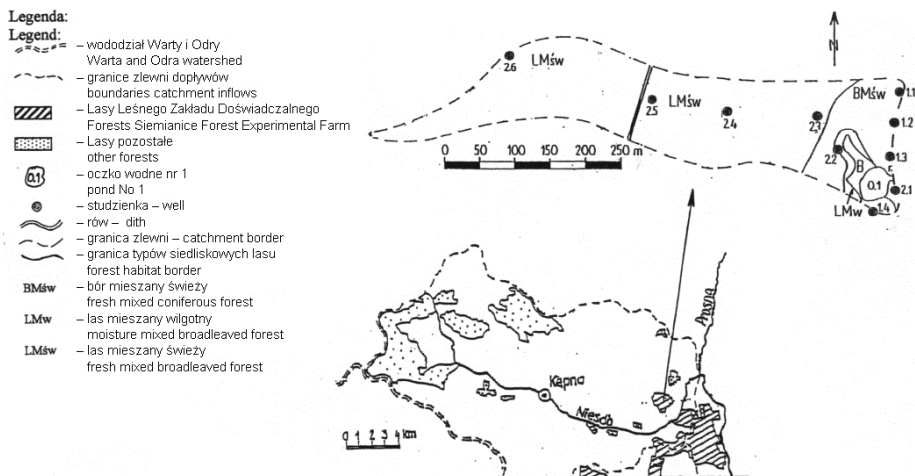 Legenda:
Legend:
– wododział Warty i Odry
Warta and Odra watershed
– granice zlewni dopływów
boundaries catchment inflows
– Lasy Leśnego Zakładu Doświadczalnego
Forests Siemianice Forest Experimental Farm
– Lasy pozostałe
other forests
0.1 – oczko wodne nr 1
pond No 1
– studzienka – well
– rów – dith
– granica zlewni – catchment border
– granica typów siedliskowych lasu
forest habitat border
BMśw – bór mieszany świeży
fresh mixed coniferous forest
LMw – las mieszany wilgotny
moisture mixed broadleaved forest
LMśw – las mieszany świeży
fresh mixed broadleaved forest
N
2.6 LMśw
2.5 LMśw
2.4
2.3
BMśw
1.1
1.2
1.3
2.2
B
0.1
2.1
LMw
1.4
0 50 100 150 200 250 m
Prosna
Kępno
Niesób
0 1 2 3 4 km